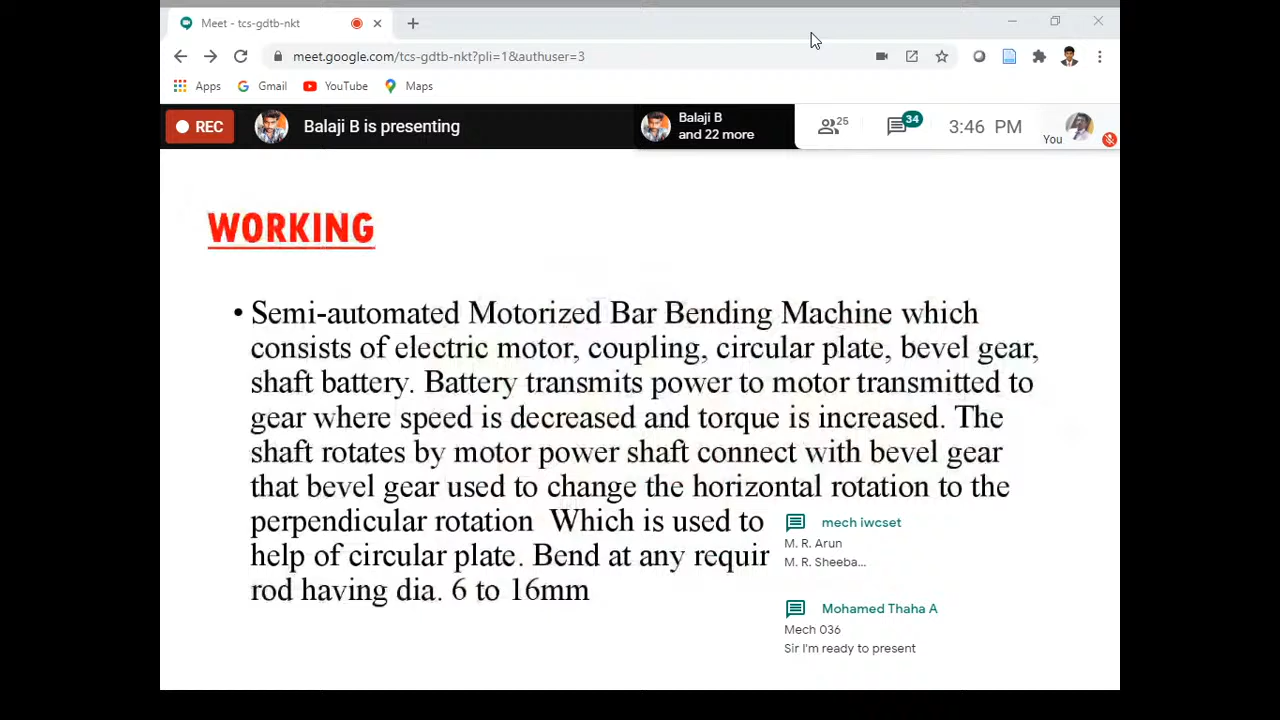 Meet - tcs-gdtb-nkt
meet.google.com/tcs-gdtb-nkt?pli=1&authuser=3
Apps Gmail YouTube Maps
REC Balaji B is presenting
Balaji B
and 22 more
25
34
3:46 PM
You
WORKING
• Semi-automated Motorized Bar Bending Machine which
consists of electric motor, coupling, circular plate, bevel gear,
shaft battery. Battery transmits power to motor transmitted to
gear where speed is decreased and torque is increased. The
shaft rotates by motor power shaft connect with bevel gear
that bevel gear used to change the horizontal rotation to the
perpendicular rotation Which is used to
help of circular plate. Bend at any requir
rod having dia. 6 to 16mm
mech iwcset
M. R. Arun
M. R. Sheeba...
Mohamed Thaha A
Mech 036
Sir I'm ready to present